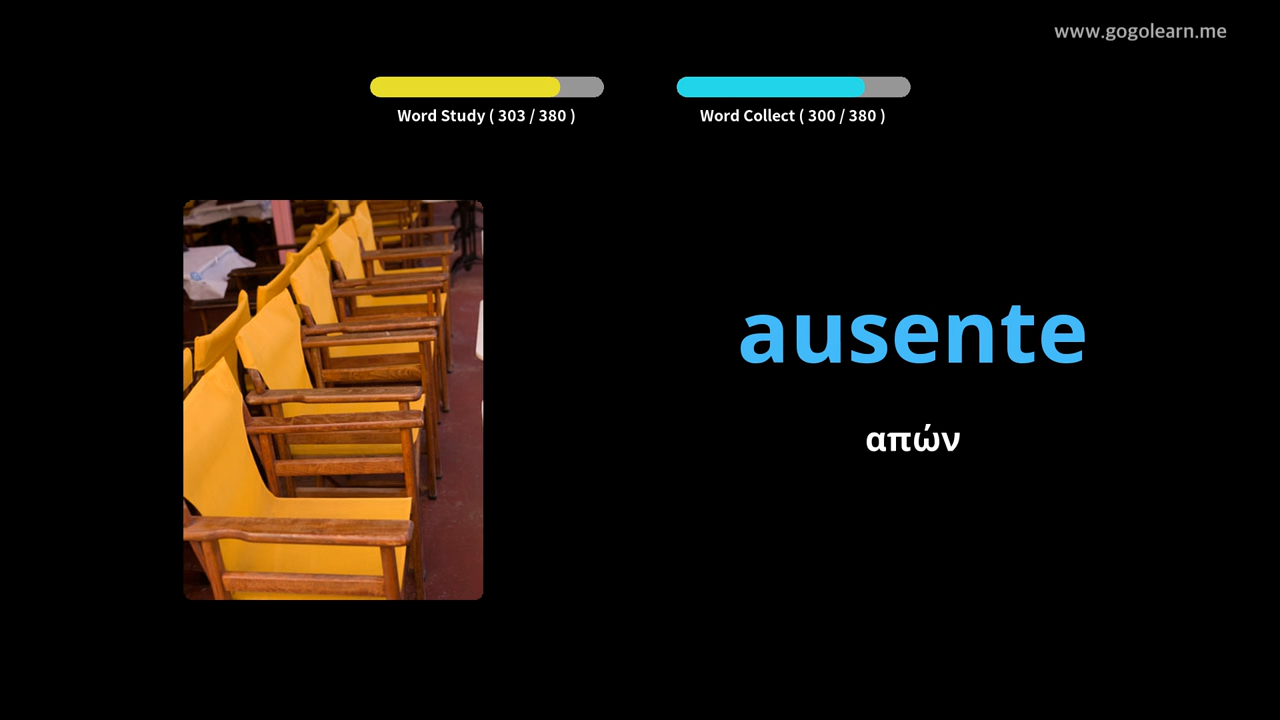 www.gogolearn.me
Word Study ( 303 / 380 )
Word Collect ( 300 / 380 )
ausente
απών